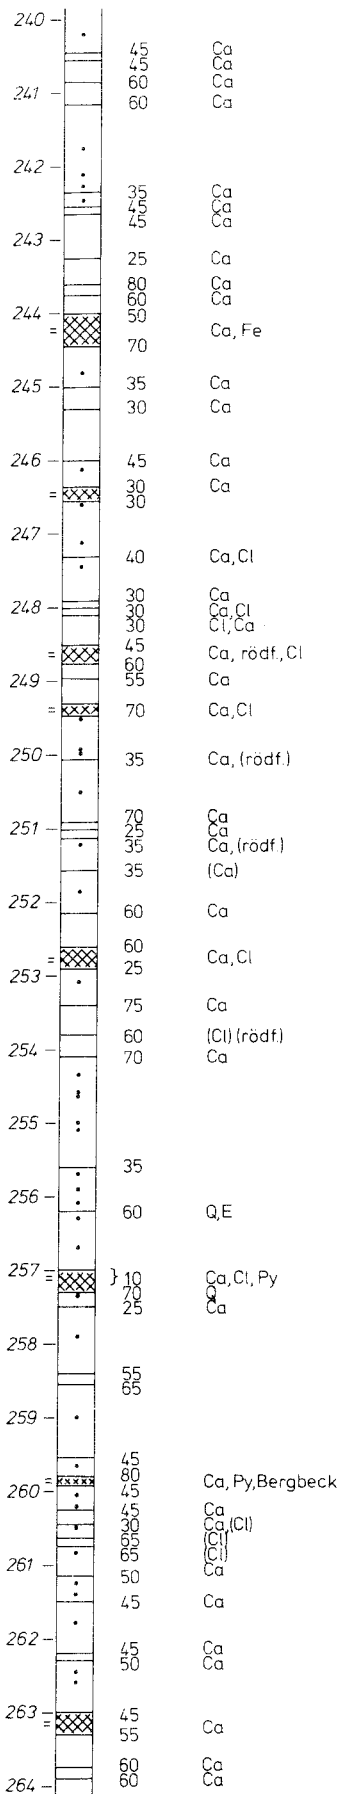 240
45 Ca
45 Ca
60 Ca
241
60 Ca
242
35 Ca
45 Ca
45 Ca
243
25 Ca
80 Ca
60 Ca
244
50
= Ca, Fe
70
245
35 Ca
30 Ca
246
45 Ca
30 Ca
=
30
247
40 Ca, Cl
30 Ca
248
30 Ca, Cl
30 Cl, Ca
45
= Ca, rödf., Cl
60
249
55 Ca
= 70 Ca, Cl
250
35 Ca, (rödf.)
70 Ca
251
25 Ca
35 Ca, (rödf.)
35 (Ca)
252
60 Ca
60
= Ca, Cl
253
25
75 Ca
60 (Cl) (rödf.)
254
70 Ca
255
35
256
60 Q, E
257
= } 10 Ca, Cl, Py
70 Q
25 Ca
258
55
65
259
45
80
= Ca, Py, Bergbeck
260
45
45 Ca
30 Ca, (Cl)
65 (Cl)
65 (Cl)
261
50 Ca
45 Ca
262
45 Ca
50 Ca
263
45
= Ca
55
60 Ca
264
60 Ca